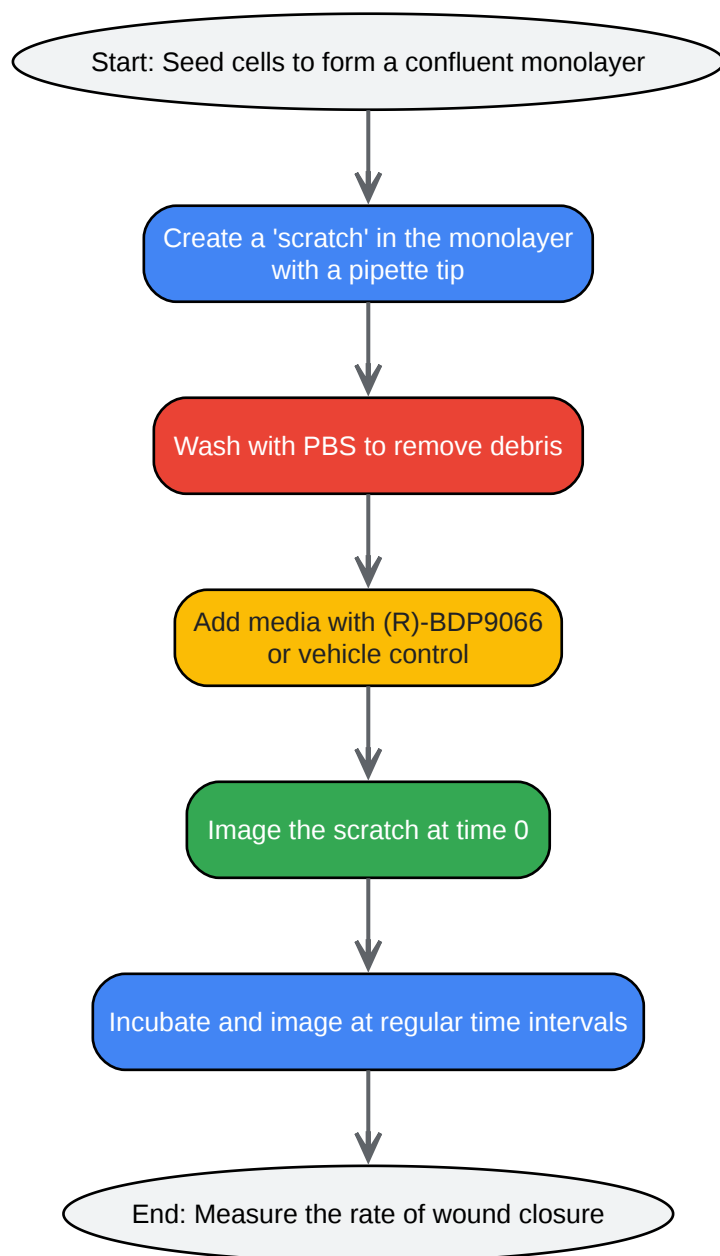 Start: Seed cells to form a confluent monolayer
Create a 'scratch' in the monolayer
with a pipette tip
Wash with PBS to remove debris
Add media with (R)-BDP9066
or vehicle control
Image the scratch at time 0
Incubate and image at regular time intervals
End: Measure the rate of wound closure